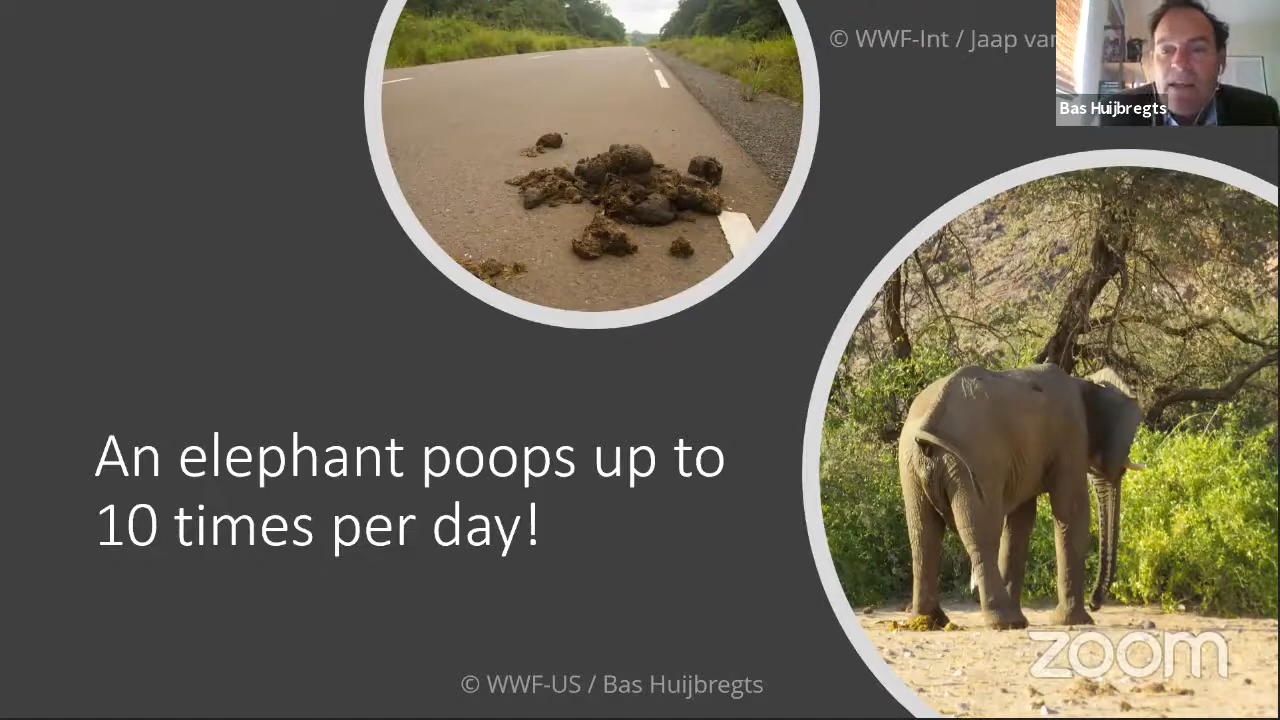 © WWF-Int / Jaap van
Bas Huijbregts
An elephant poops up to
10 times per day!
zoom
© WWF-US / Bas Huijbregts